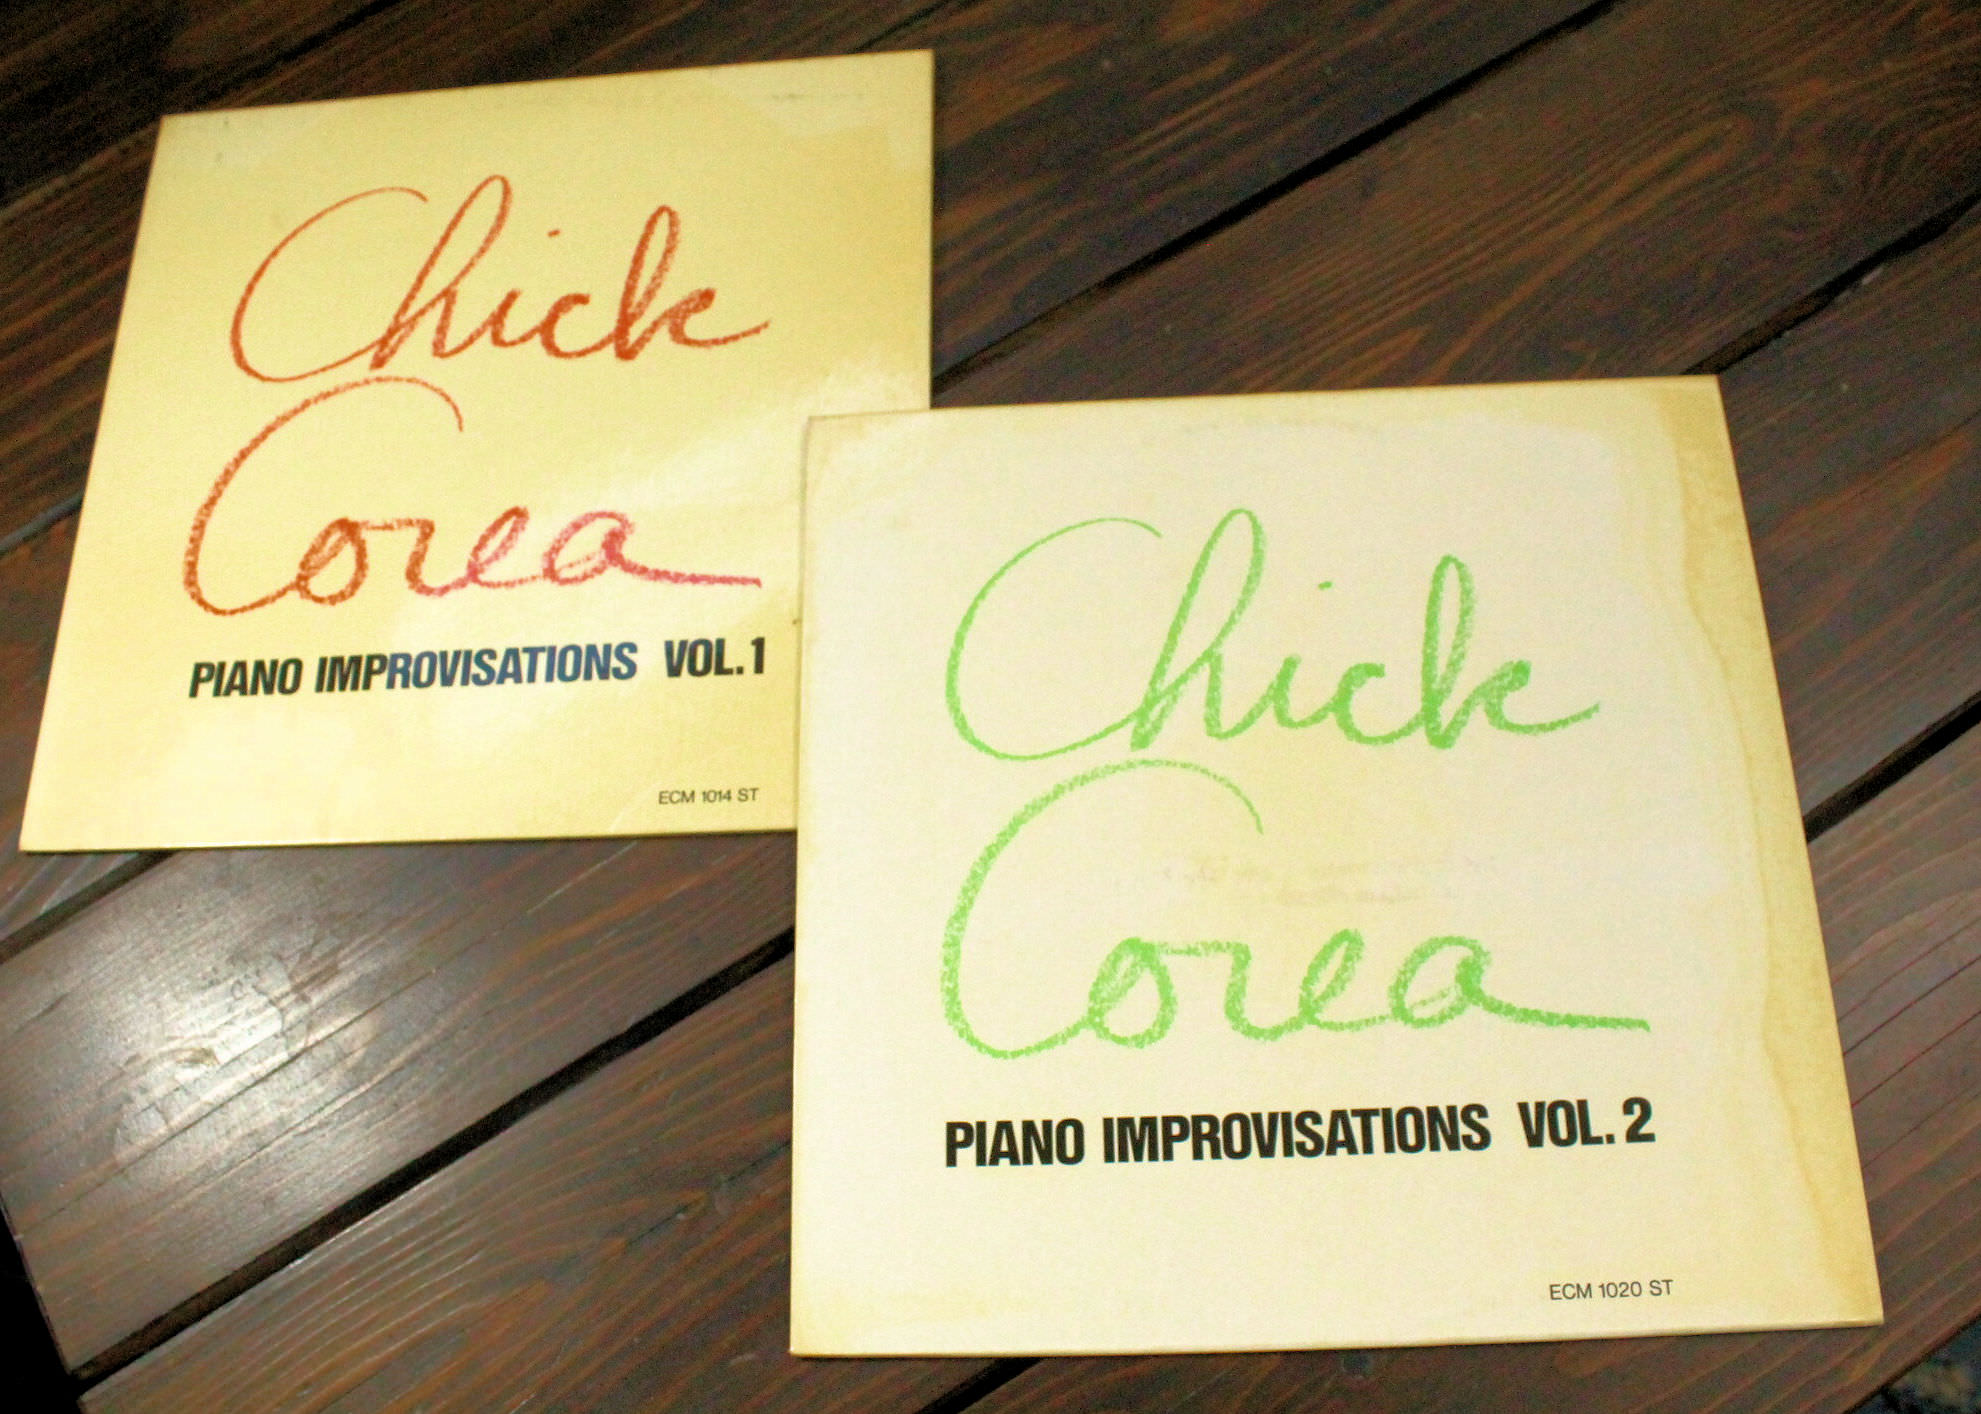 Chick
Corea
PIANO IMPROVISATIONS VOL.1
ECM 1014 ST
Chick
Corea
PIANO IMPROVISATIONS VOL.2
ECM 1020 ST